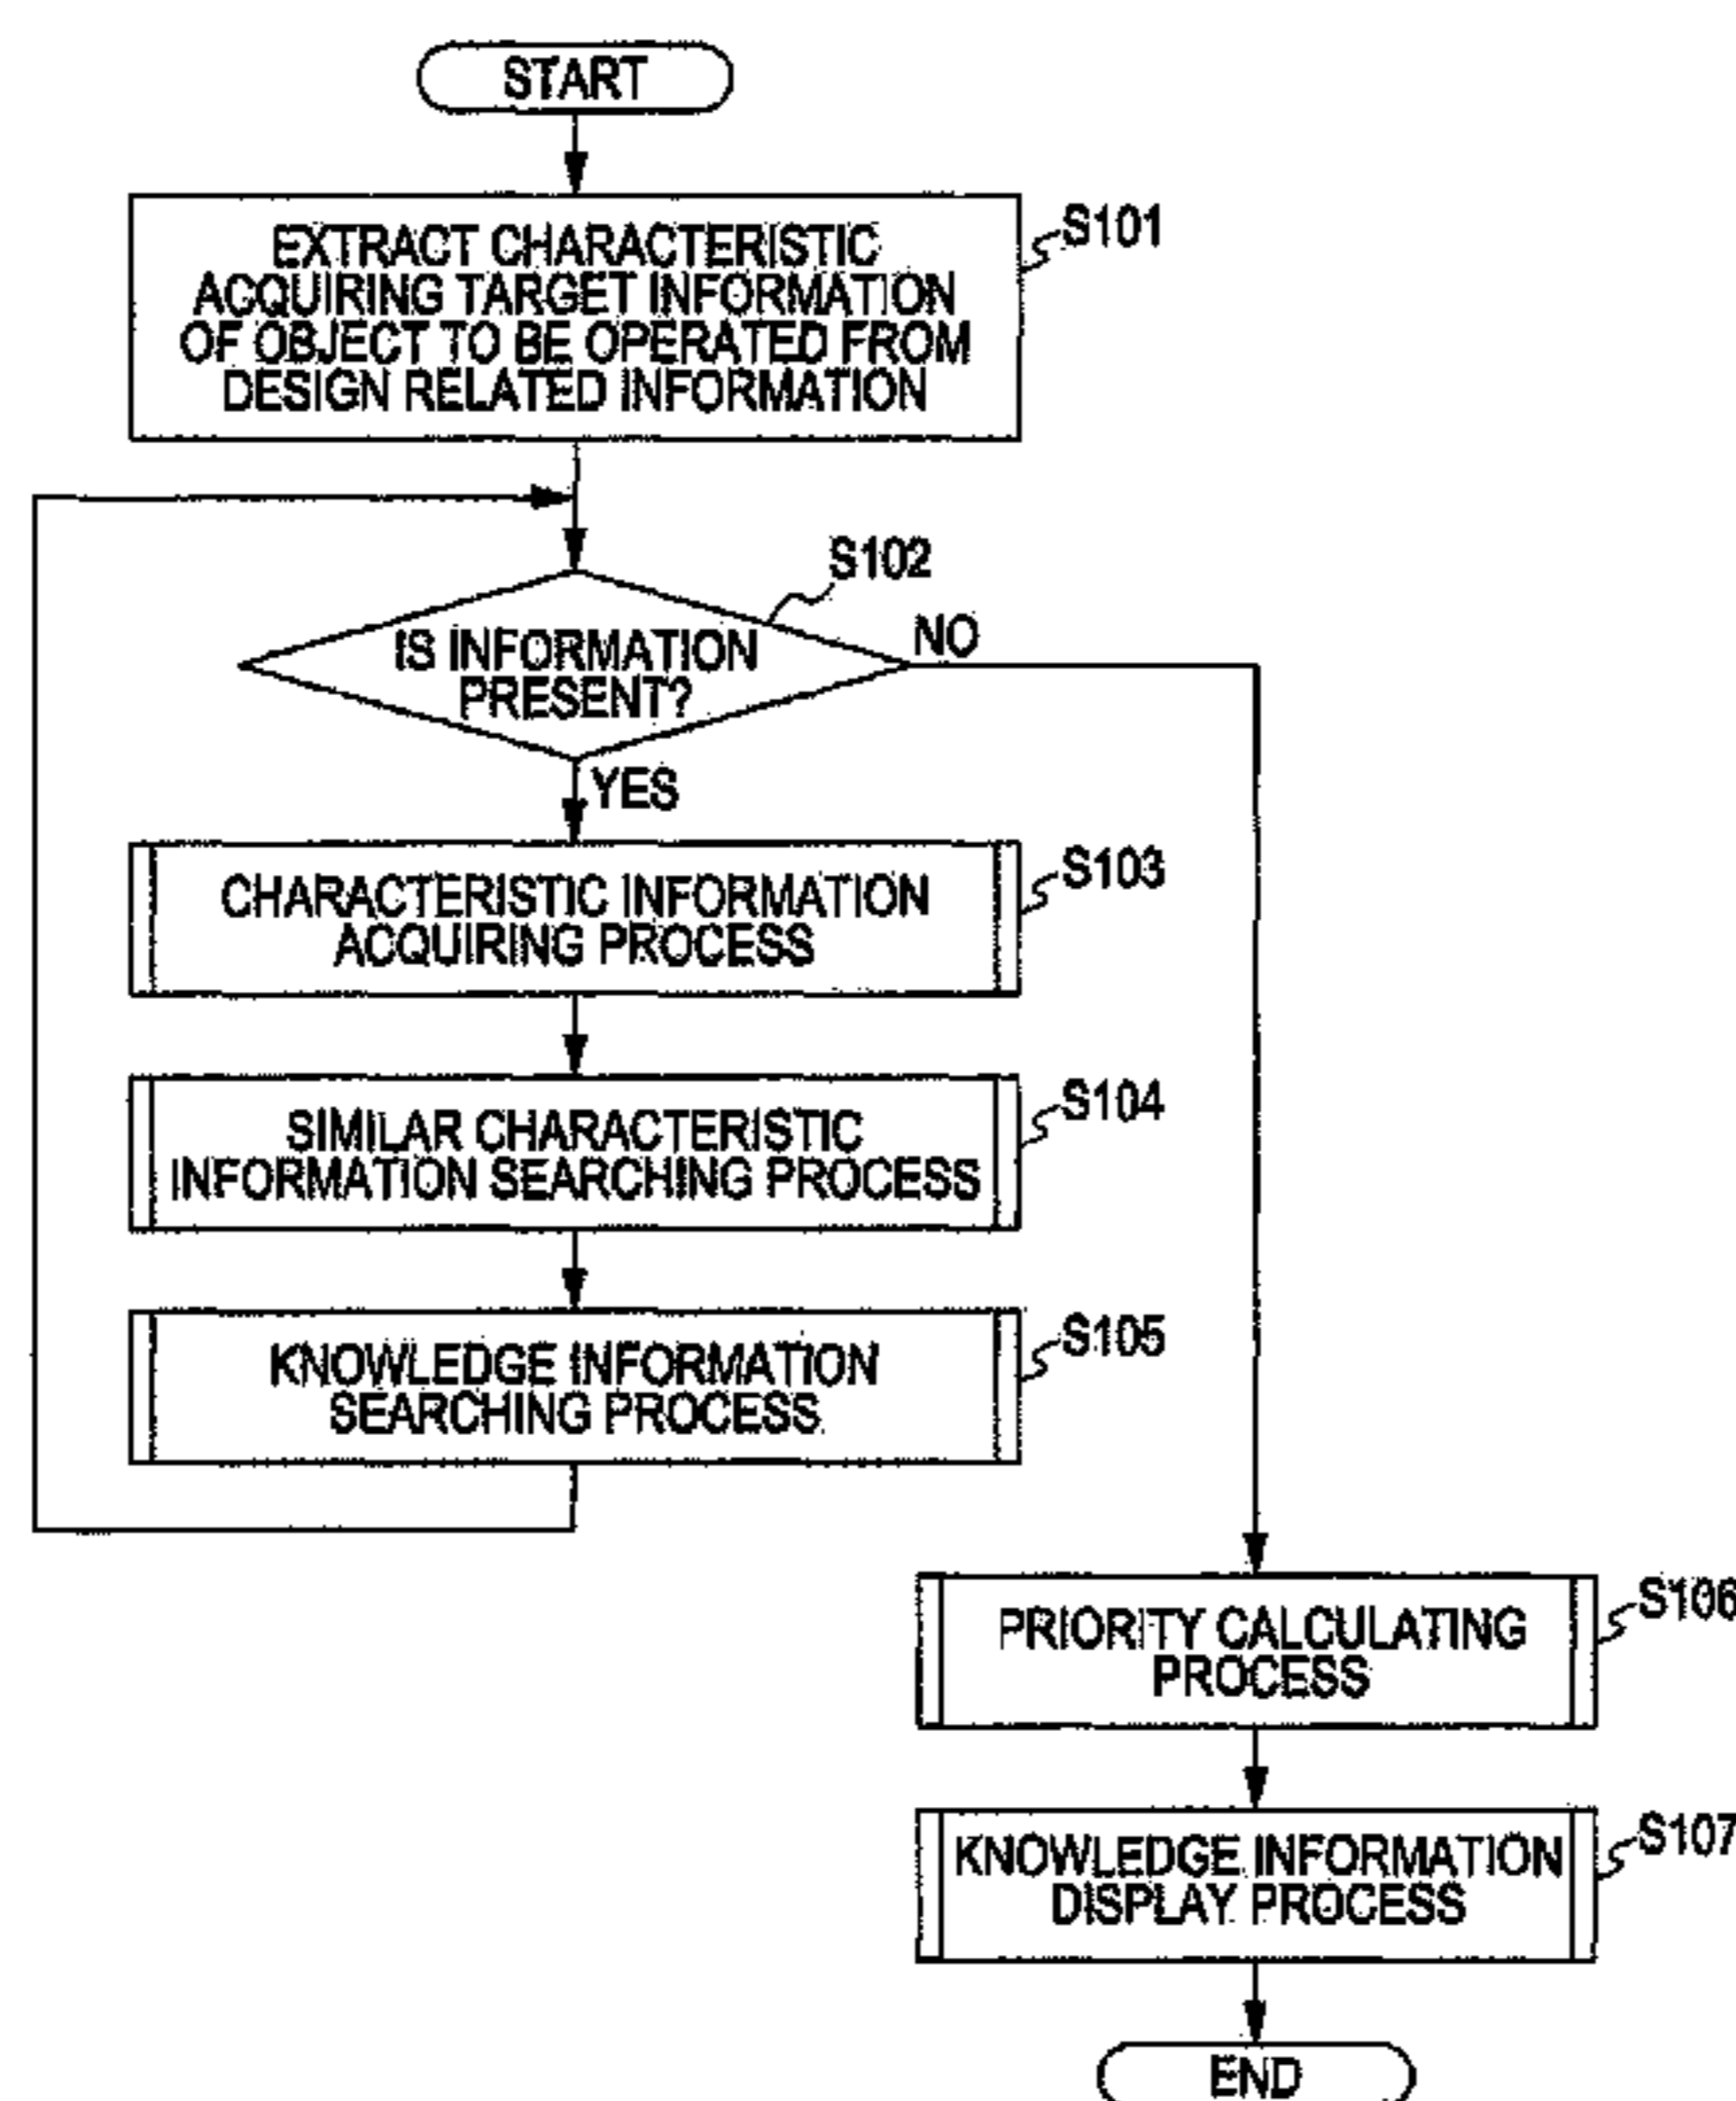 START
EXTRACT CHARACTERISTIC
ACQUIRING TARGET INFORMATION
OF OBJECT TO BE OPERATED FROM
DESIGN RELATED INFORMATION
S101
S102
IS INFORMATION
PRESENT?
NO
YES
CHARACTERISTIC INFORMATION
ACQUIRING PROCESS
S103
SIMILAR CHARACTERISTIC
INFORMATION SEARCHING PROCESS
S104
KNOWLEDGE INFORMATION
SEARCHING PROCESS
S105
PRIORITY CALCULATING
PROCESS
S106
KNOWLEDGE INFORMATION
DISPLAY PROCESS
S107
END